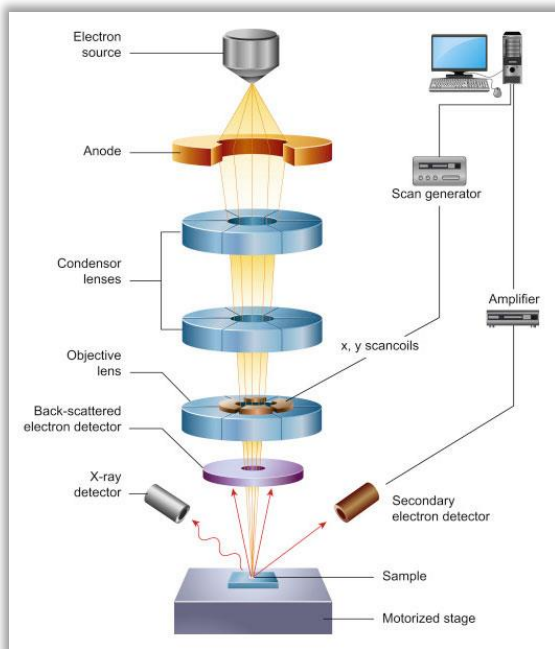 Electron
source
Anode
Scan generator
Condensor
lenses
Amplifier
x, y scancoils
Objective
lens
Back-scattered
electron detector
X-ray
detector
Secondary
electron detector
Sample
Motorized stage